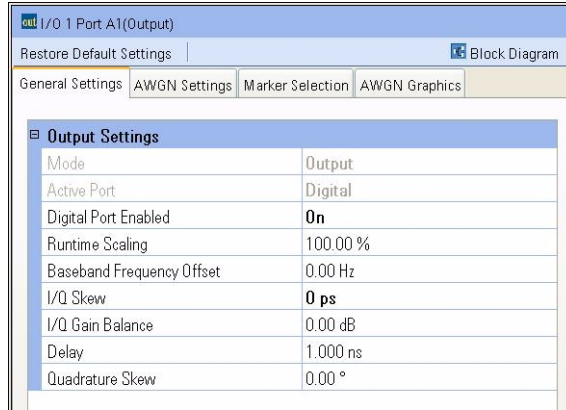 out I/O 1 Port A1(Output)
Restore Default Settings Block Diagram
General Settings AWGN Settings Marker Selection AWGN Graphics
Output Settings
Mode Output
Active Port Digital
Digital Port Enabled On
Runtime Scaling 100.00 %
Baseband Frequency Offset 0.00 Hz
I/Q Skew 0 ps
I/Q Gain Balance 0.00 dB
Delay 1.000 ns
Quadrature Skew 0.00 °